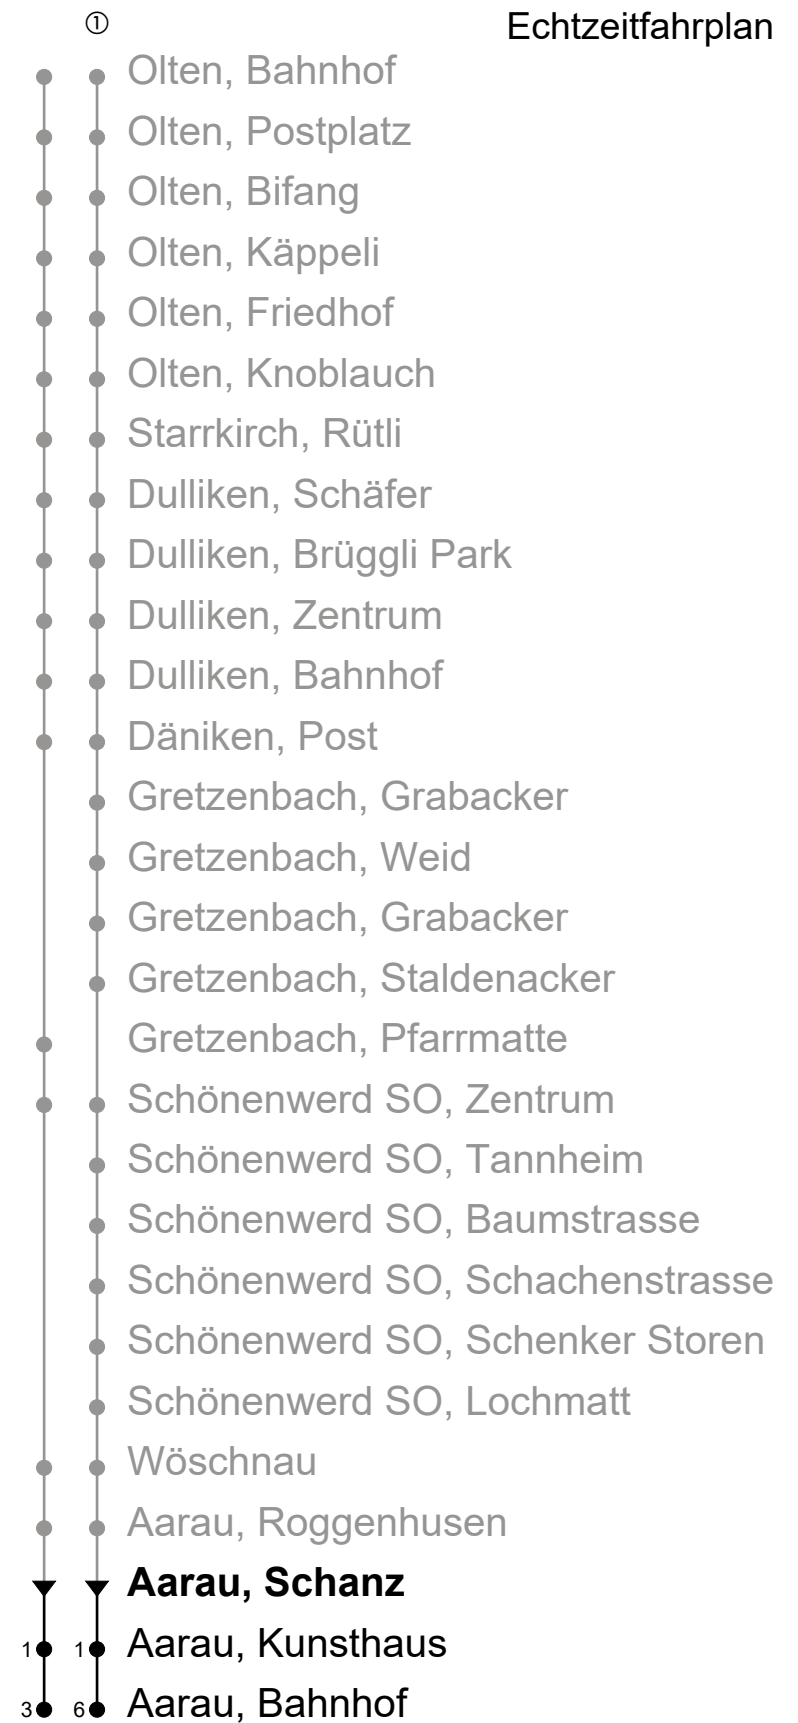 ① Echtzeitfahrplan
Olten, Bahnhof
Olten, Postplatz
Olten, Bifang
Olten, Käppeli
Olten, Friedhof
Olten, Knoblauch
Starrkirch, Rütli
Dulliken, Schäfer
Dulliken, Brüggli Park
Dulliken, Zentrum
Dulliken, Bahnhof
Däniken, Post
Gretzenbach, Grabacker
Gretzenbach, Weid
Gretzenbach, Grabacker
Gretzenbach, Staldenacker
Gretzenbach, Pfarrmatte
Schönenwerd SO, Zentrum
Schönenwerd SO, Tannheim
Schönenwerd SO, Baumstrasse
Schönenwerd SO, Schachenstrasse
Schönenwerd SO, Schenker Storen
Schönenwerd SO, Lochmatt
Wöschnau
Aarau, Roggenhusen
Aarau, Schanz
1 1 Aarau, Kunsthaus
3 6 Aarau, Bahnhof